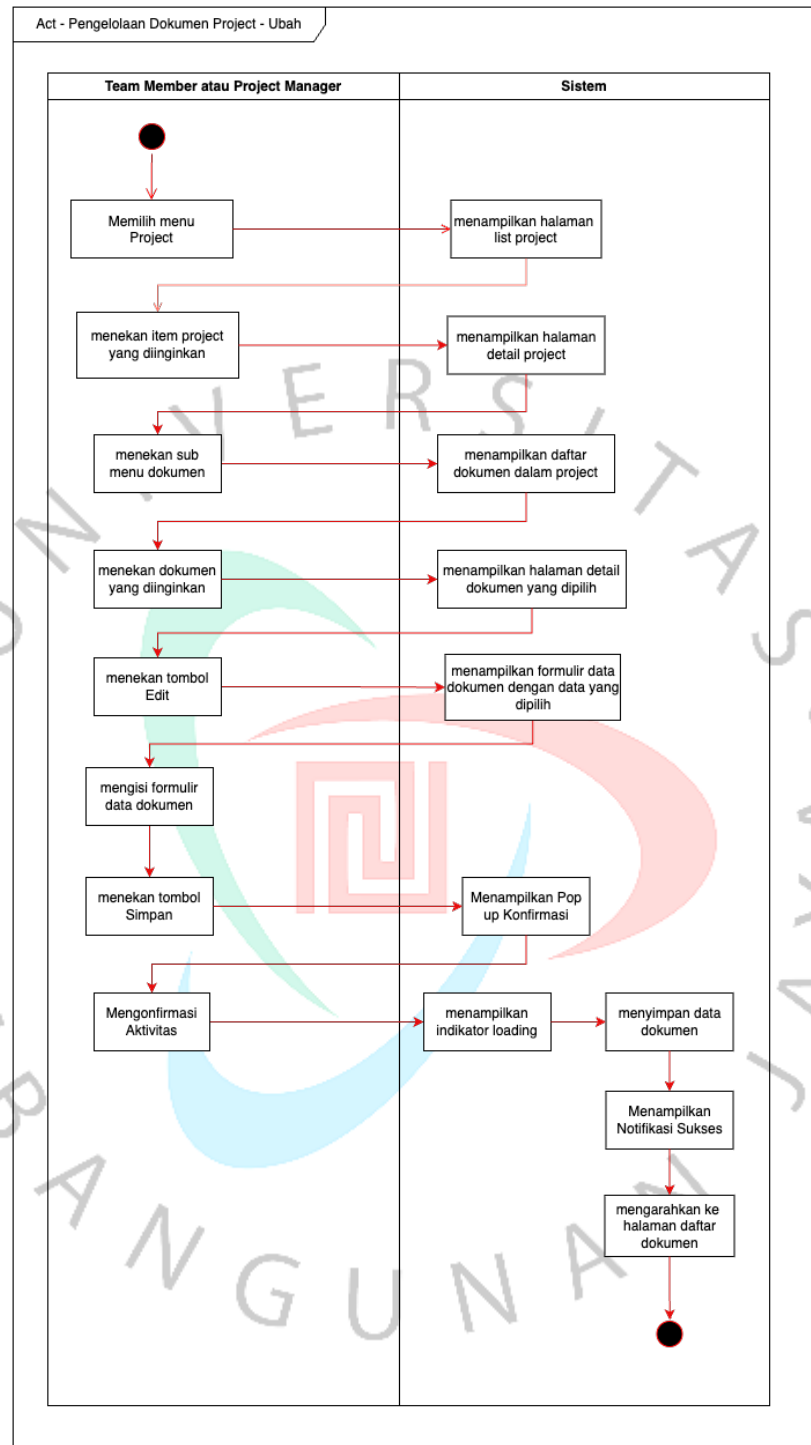 Act - Pengelolaan Dokumen Project - Ubah
Team Member atau Project Manager
Sistem
Memilih menu
Project
menampilkan halaman
list project
menekan item project
yang diinginkan
menampilkan halaman
detail project
menekan sub
menu dokumen
menampilkan daftar
dokumen dalam project
menekan dokumen
yang diinginkan
menampilkan halaman detail
dokumen yang dipilih
menekan tombol
Edit
menampilkan formulir data
dokumen dengan data yang
dipilih
mengisi formulir
data dokumen
menekan tombol
Simpan
Menampilkan Pop
up Konfirmasi
Mengonfirmasi
Aktivitas
menampilkan
indikator loading
menyimpan data
dokumen
Menampilkan
Notifikasi Sukses
mengarahkan ke
halaman daftar
dokumen